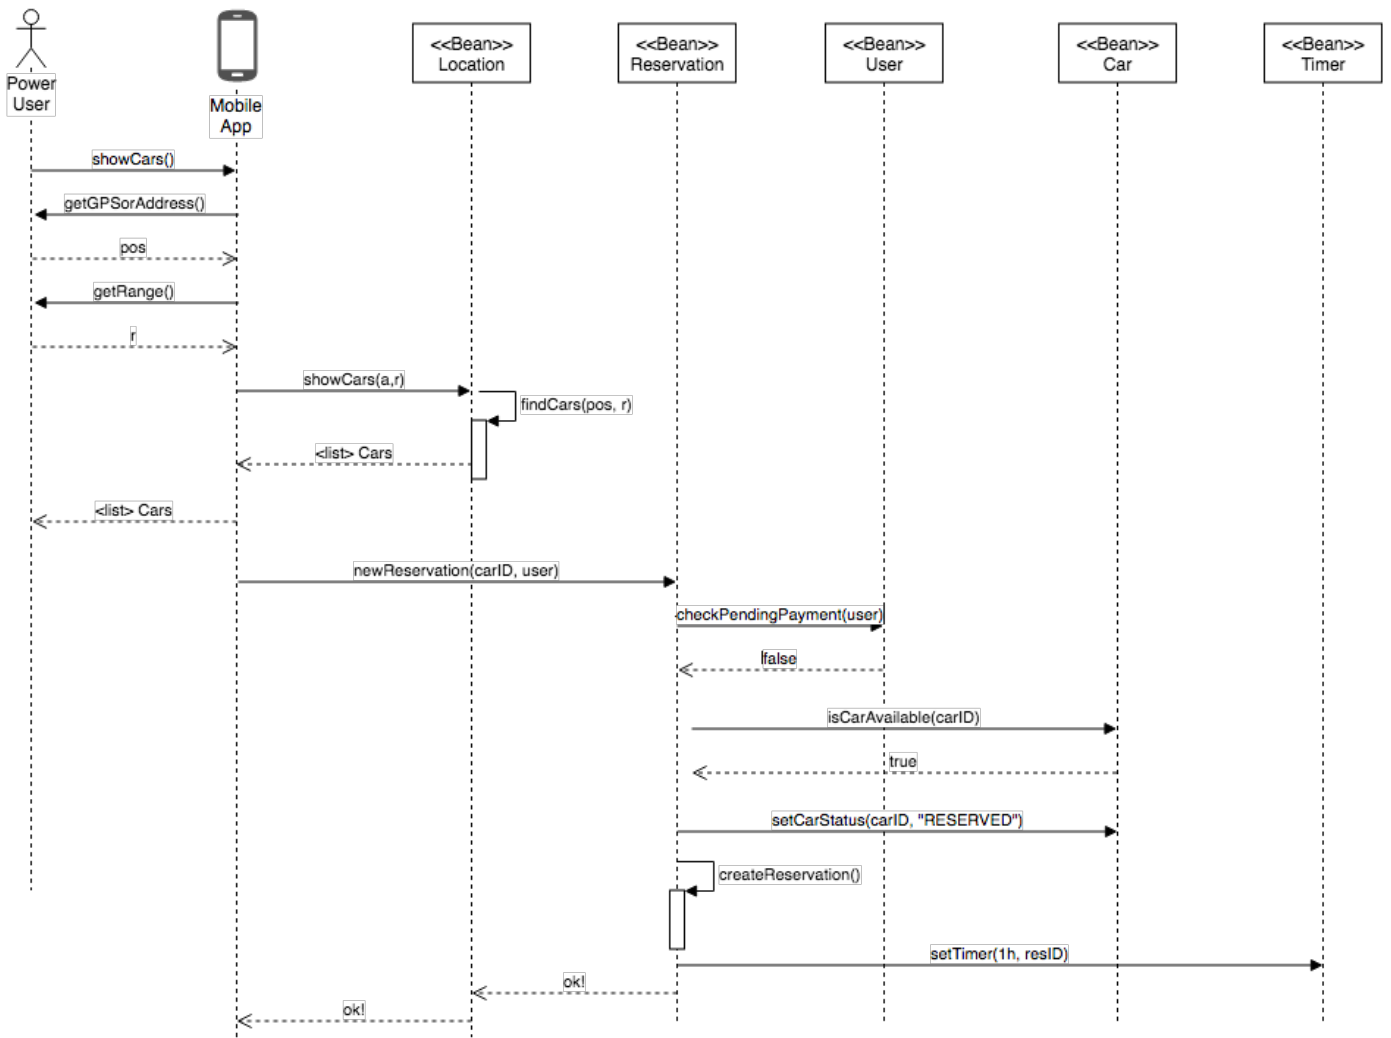 Power
User
Mobile
App
<<Bean>>
Location
<<Bean>>
Reservation
<<Bean>>
User
<<Bean>>
Car
<<Bean>>
Timer
showCars()
getGPSorAddress()
pos
getRange()
r
showCars(a,r)
findCars(pos, r)
<list> Cars
<list> Cars
newReservation(carID, user)
checkPendingPayment(user)
false
isCarAvailable(carID)
true
setCarStatus(carID, "RESERVED")
createReservation()
setTimer(1h, resID)
ok!
ok!